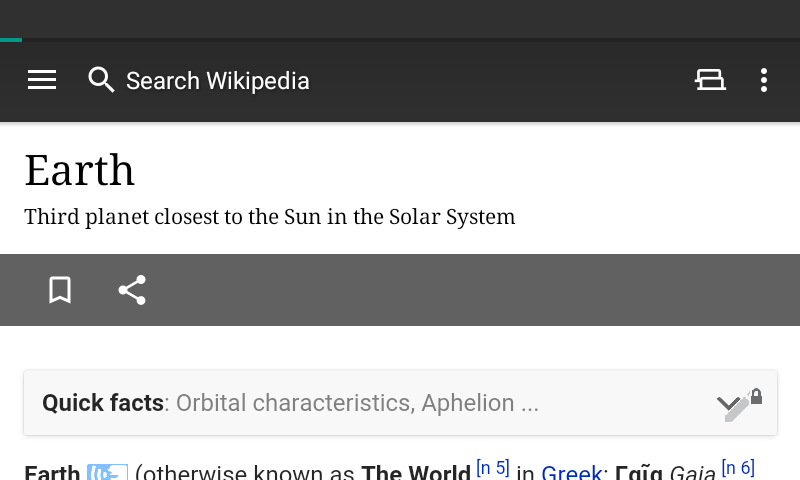 Search Wikipedia
Earth
Third planet closest to the Sun in the Solar System
Quick facts: Orbital characteristics, Aphelion ...
Earth (otherwise known as The World [n 5] in Greek: Γαῖα Gaia [n 6]